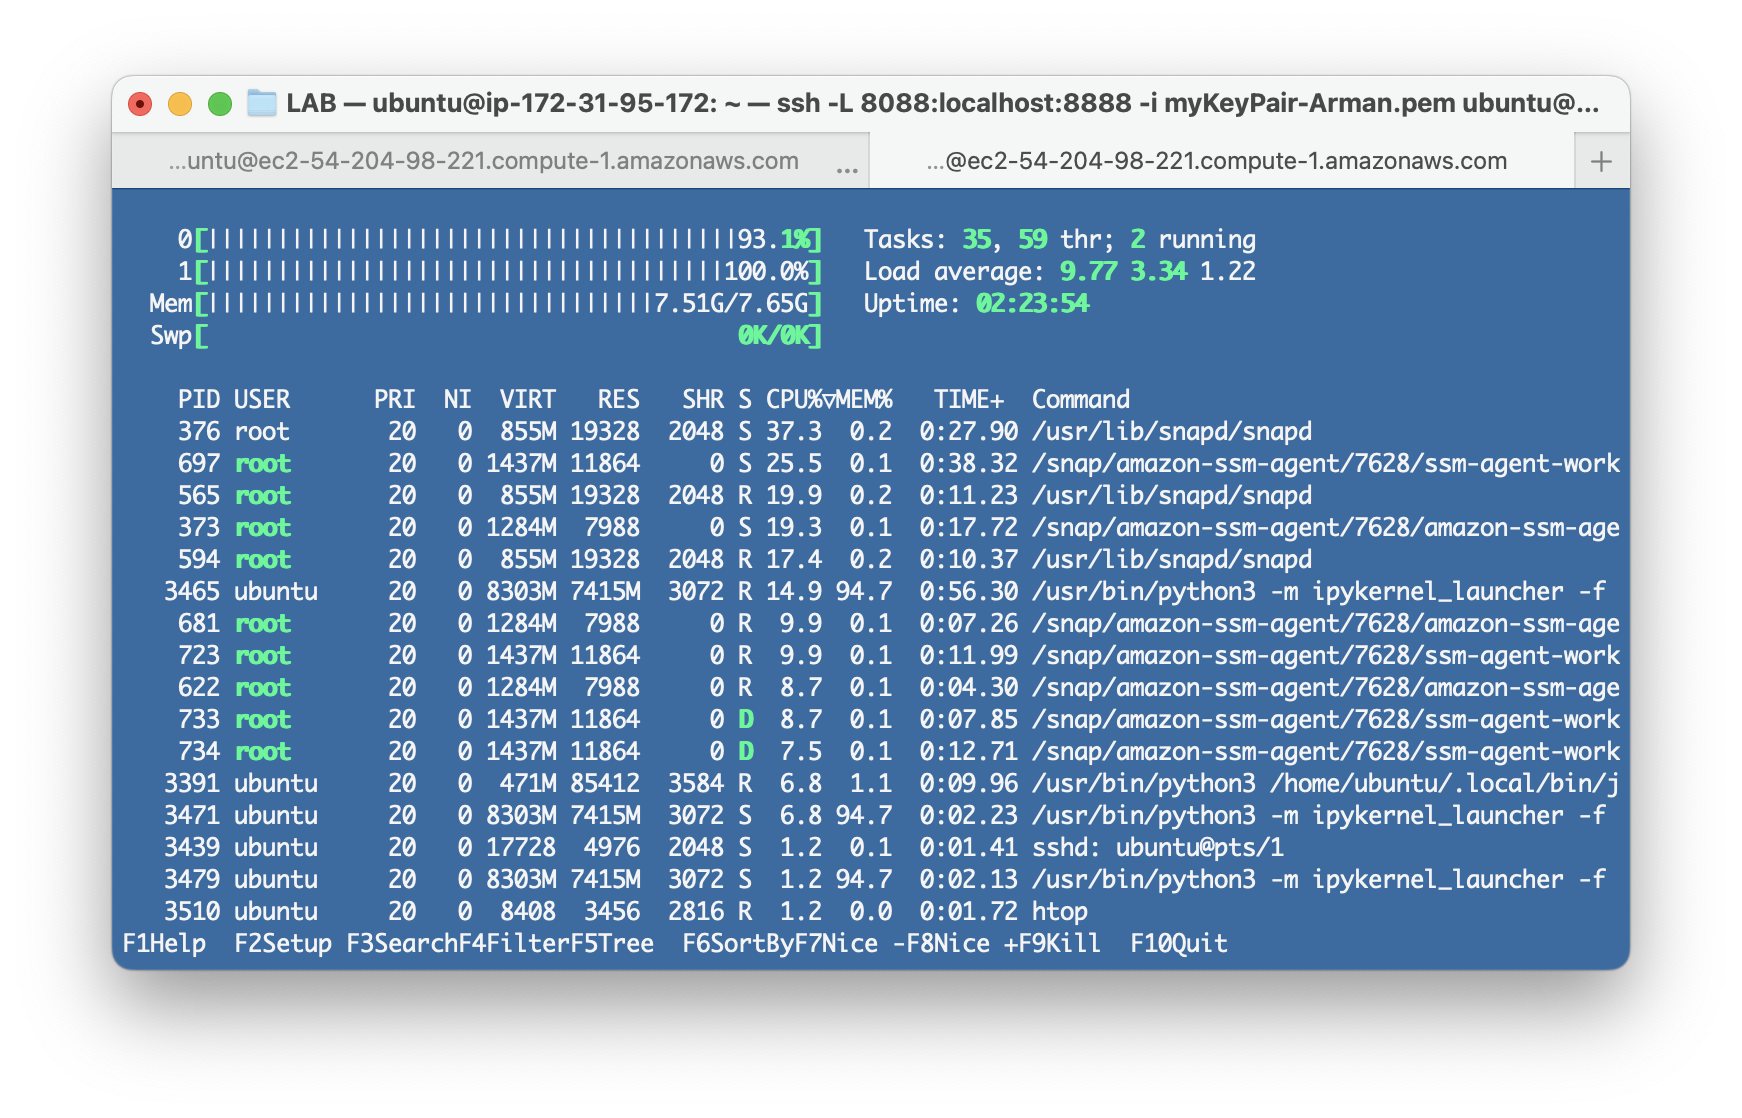 LAB — ubuntu@ip-172-31-95-172: ~ — ssh -L 8088:localhost:8888 -i myKeyPair-Arman.pem ubuntu@...
...untu@ec2-54-204-98-221.compute-1.amazonaws.com ... ...@ec2-54-204-98-221.compute-1.amazonaws.com +
0[||||||||||||||||||||||||||||||||||||||93.1%] Tasks: 35, 59 thr; 2 running
1[|||||||||||||||||||||||||||||||||||||100.0%] Load average: 9.77 3.34 1.22
Mem[||||||||||||||||||||||||||||||||7.51G/7.65G] Uptime: 02:23:54
Swp[ 0K/0K]
PID USER PRI NI VIRT RES SHR S CPU%▽MEM% TIME+ Command
376 root 20 0 855M 19328 2048 S 37.3 0.2 0:27.90 /usr/lib/snapd/snapd
697 root 20 0 1437M 11864 0 S 25.5 0.1 0:38.32 /snap/amazon-ssm-agent/7628/ssm-agent-work
565 root 20 0 855M 19328 2048 R 19.9 0.2 0:11.23 /usr/lib/snapd/snapd
373 root 20 0 1284M 7988 0 S 19.3 0.1 0:17.72 /snap/amazon-ssm-agent/7628/amazon-ssm-age
594 root 20 0 855M 19328 2048 R 17.4 0.2 0:10.37 /usr/lib/snapd/snapd
3465 ubuntu 20 0 8303M 7415M 3072 R 14.9 94.7 0:56.30 /usr/bin/python3 -m ipykernel_launcher -f
681 root 20 0 1284M 7988 0 R 9.9 0.1 0:07.26 /snap/amazon-ssm-agent/7628/amazon-ssm-age
723 root 20 0 1437M 11864 0 R 9.9 0.1 0:11.99 /snap/amazon-ssm-agent/7628/ssm-agent-work
622 root 20 0 1284M 7988 0 R 8.7 0.1 0:04.30 /snap/amazon-ssm-agent/7628/amazon-ssm-age
733 root 20 0 1437M 11864 0 D 8.7 0.1 0:07.85 /snap/amazon-ssm-agent/7628/ssm-agent-work
734 root 20 0 1437M 11864 0 D 7.5 0.1 0:12.71 /snap/amazon-ssm-agent/7628/ssm-agent-work
3391 ubuntu 20 0 471M 85412 3584 R 6.8 1.1 0:09.96 /usr/bin/python3 /home/ubuntu/.local/bin/j
3471 ubuntu 20 0 8303M 7415M 3072 S 6.8 94.7 0:02.23 /usr/bin/python3 -m ipykernel_launcher -f
3439 ubuntu 20 0 17728 4976 2048 S 1.2 0.1 0:01.41 sshd: ubuntu@pts/1
3479 ubuntu 20 0 8303M 7415M 3072 S 1.2 94.7 0:02.13 /usr/bin/python3 -m ipykernel_launcher -f
3510 ubuntu 20 0 8408 3456 2816 R 1.2 0.0 0:01.72 htop
F1Help F2Setup F3SearchF4FilterF5Tree F6SortByF7Nice -F8Nice +F9Kill F10Quit